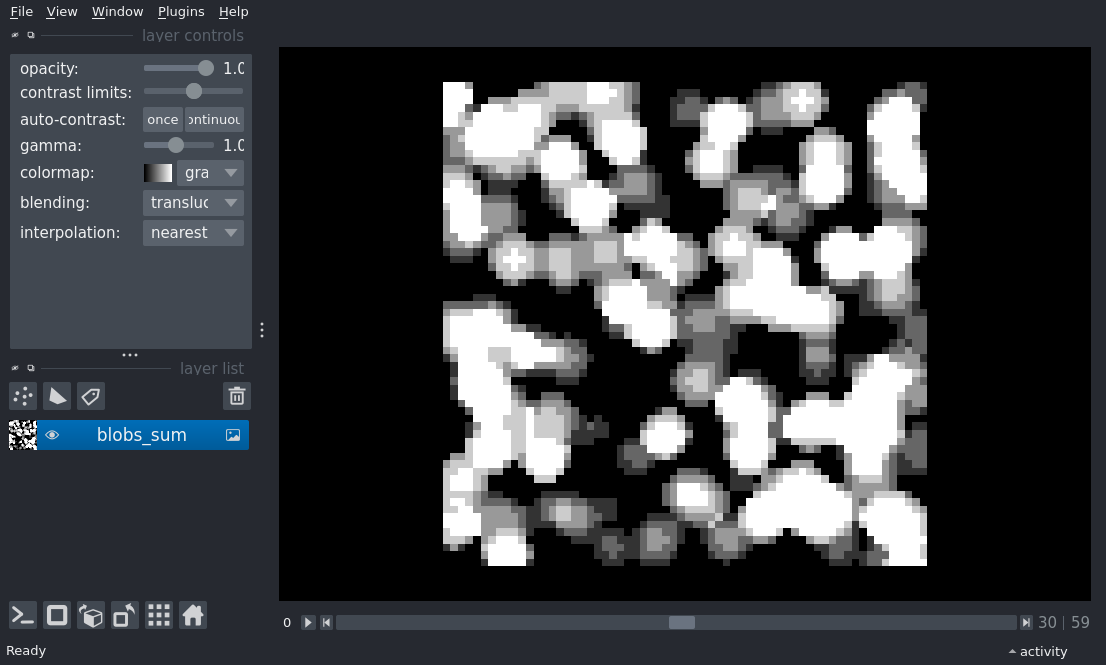 File View Window Plugins Help
layer controls
opacity: 1.0
contrast limits:
auto-contrast: once ontinuou
gamma: 1.0
colormap: gra
blending: transluc
interpolation: nearest
layer list
blobs_sum
0 30 | 59
Ready activity